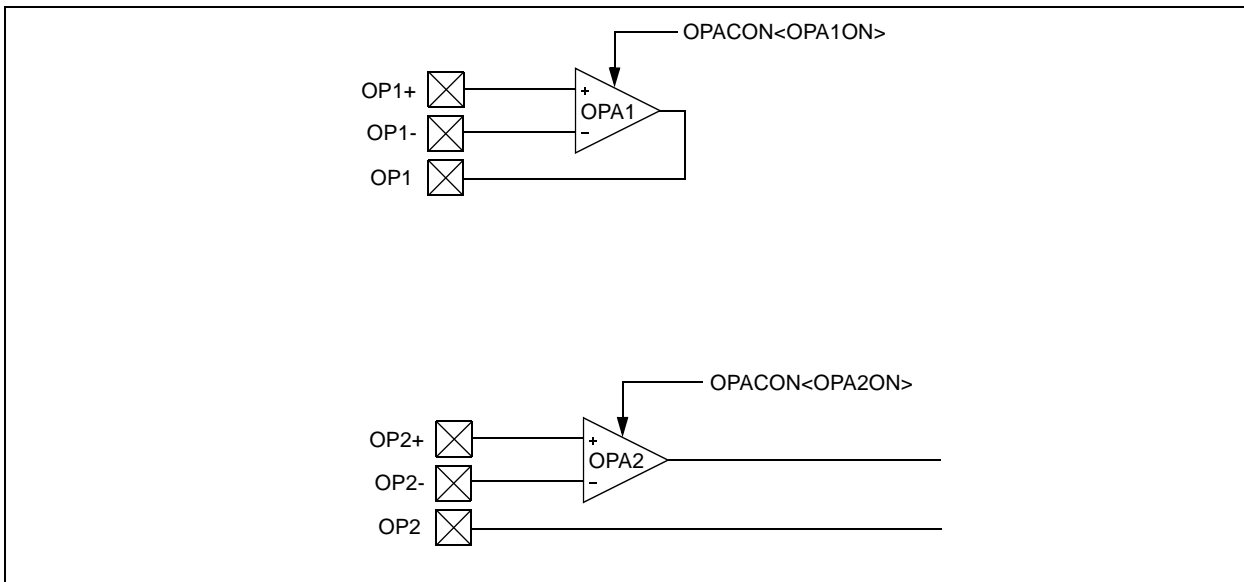 OPACON<OPA1ON>
OP1+
+
OPA1
OP1-
−
OP1
OPACON<OPA2ON>
OP2+
+
OPA2
OP2-
−
OP2